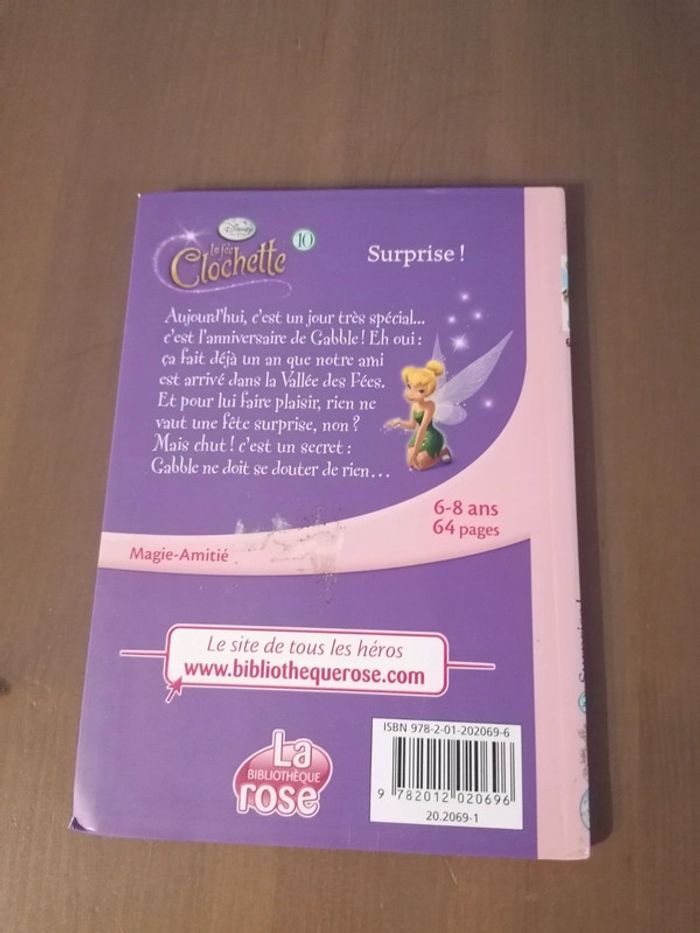 Disney
la fée
Clochette
10
Surprise !
Aujourd'hui, c'est un jour très spécial...
c'est l'anniversaire de Gabble ! Eh oui :
ça fait déjà un an que notre ami
est arrivé dans la Vallée des Fées.
Et pour lui faire plaisir, rien ne
vaut une fête surprise, non ?
Mais chut ! c'est un secret :
Gabble ne doit se douter de rien...
6-8 ans
64 pages
Magie-Amitié
Le site de tous les héros
www.bibliothequerose.com
La
BIBLIOTHÈQUE
rose
ISBN 978-2-01-202069-6
9 782012 020696
20.2069-1